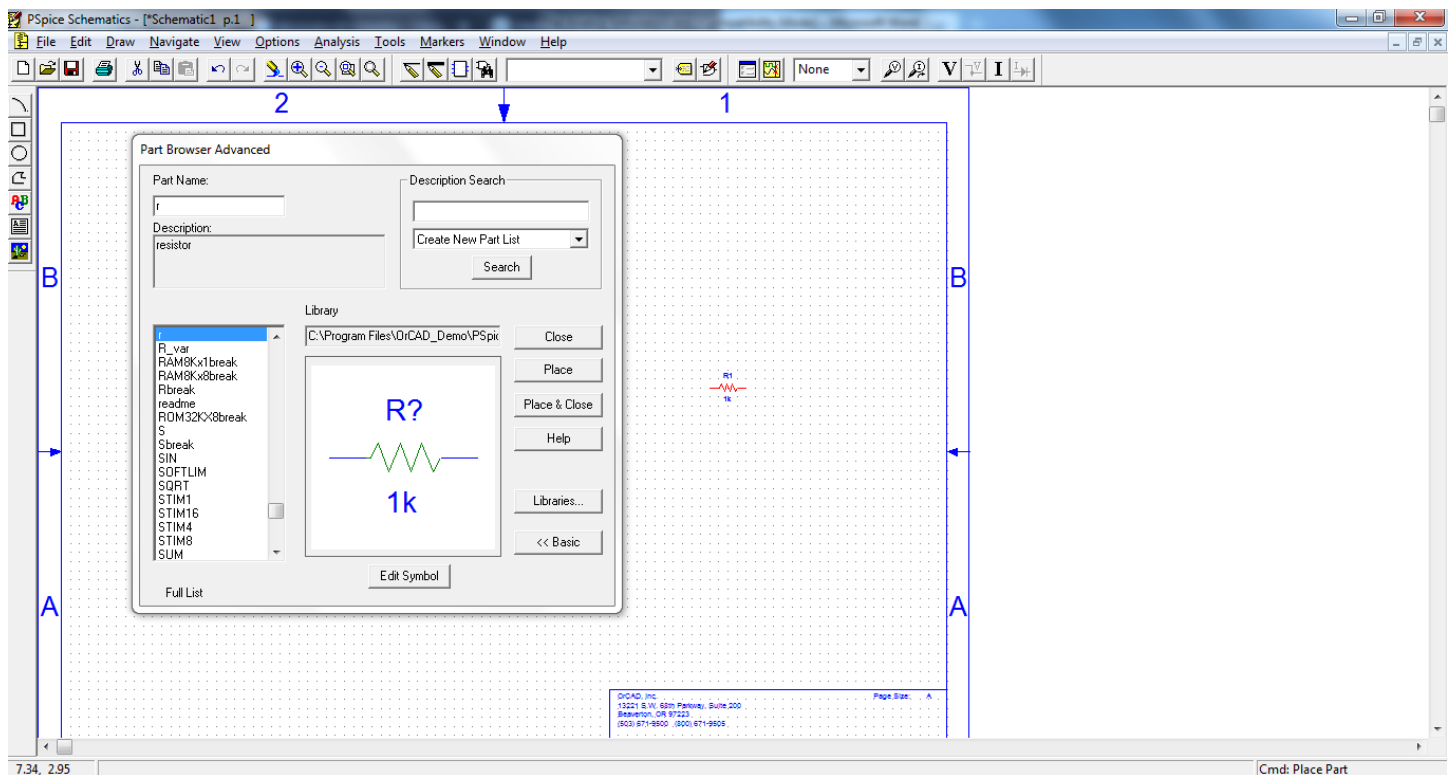 PSpice Schematics - [*Schematic1 p.1 ]
File Edit Draw Navigate View Options Analysis Tools Markers Window Help
None V I
2 1
Part Browser Advanced
Part Name:
r
Description:
resistor
Description Search
Create New Part List
Search
B B
Library
C:\Program Files\OrCAD_Demo\PSpic
r
R_var
RAM8Kx1break
RAM8Kx8break
Rbreak
readme
ROM32KX8break
S
Sbreak
SIN
SOFTLIM
SQRT
STIM1
STIM16
STIM4
STIM8
SUM
Full List
R?
1k
Edit Symbol
Close
Place
Place & Close
Help
Libraries...
<< Basic
R1
1k
A A
OrCAD, Inc.
13221 S.W. 68th Parkway, Suite 200
Beaverton, OR 97223
(503) 671-9500 (800) 671-9505
Page Size: A
7.34, 2.95
Cmd: Place Part